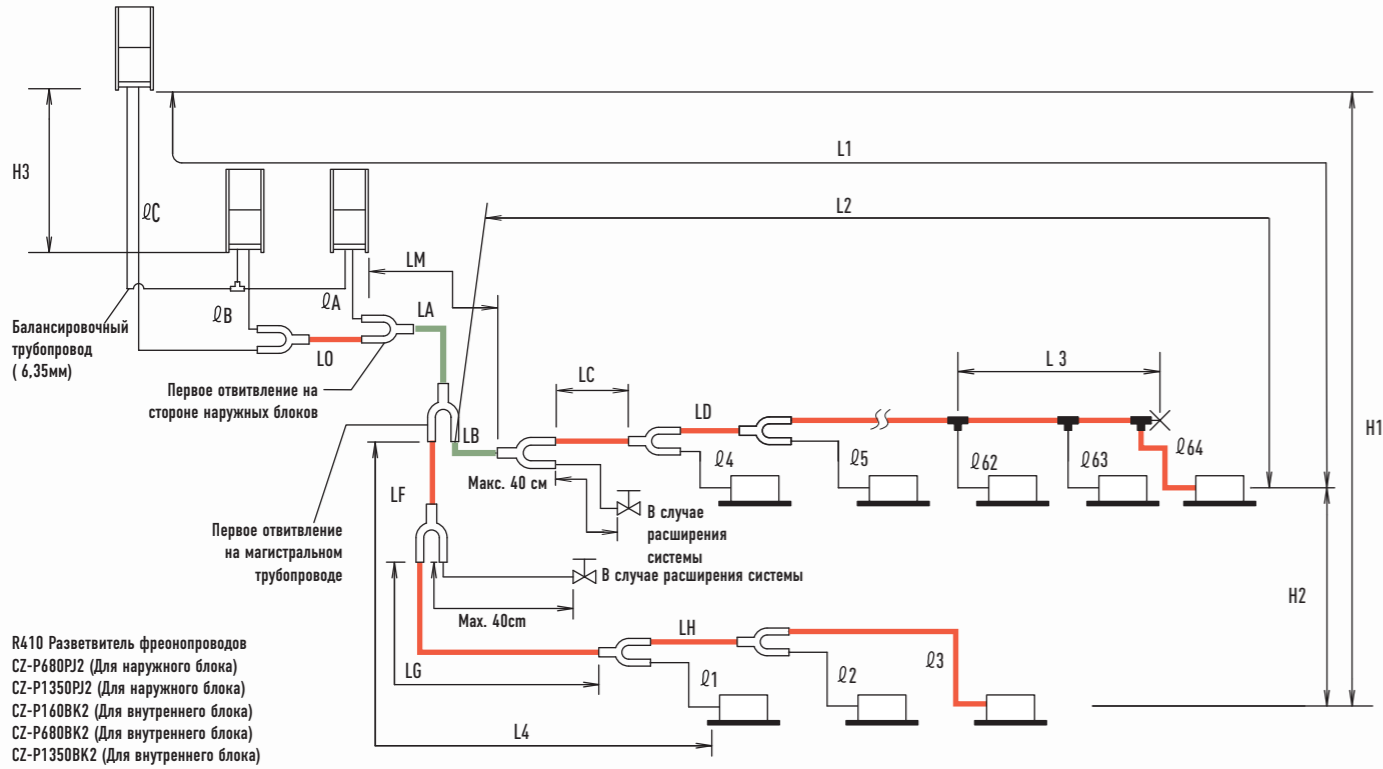 H3
ℓC
L1
L2
LM
ℓB
ℓA
LA
Балансировочный
трубопровод
( 6,35мм)
LO
Первое отвитвление на
стороне наружных блоков
LC
LD
L 3
H1
LB
ℓ4
ℓ5
ℓ62
ℓ63
ℓ64
Макс. 40 см
LF
В случае
расширения
системы
Первое отвитвление
на магистральном
трубопроводе
В случае расширения системы
Max. 40cm
H2
LG
LH
ℓ1
ℓ2
ℓ3
L4
R410 Разветвитель фреонопроводов
CZ-P680PJ2 (Для наружного блока)
CZ-P1350PJ2 (Для наружного блока)
CZ-P160BK2 (Для внутреннего блока)
CZ-P680BK2 (Для внутреннего блока)
CZ-P1350BK2 (Для внутреннего блока)